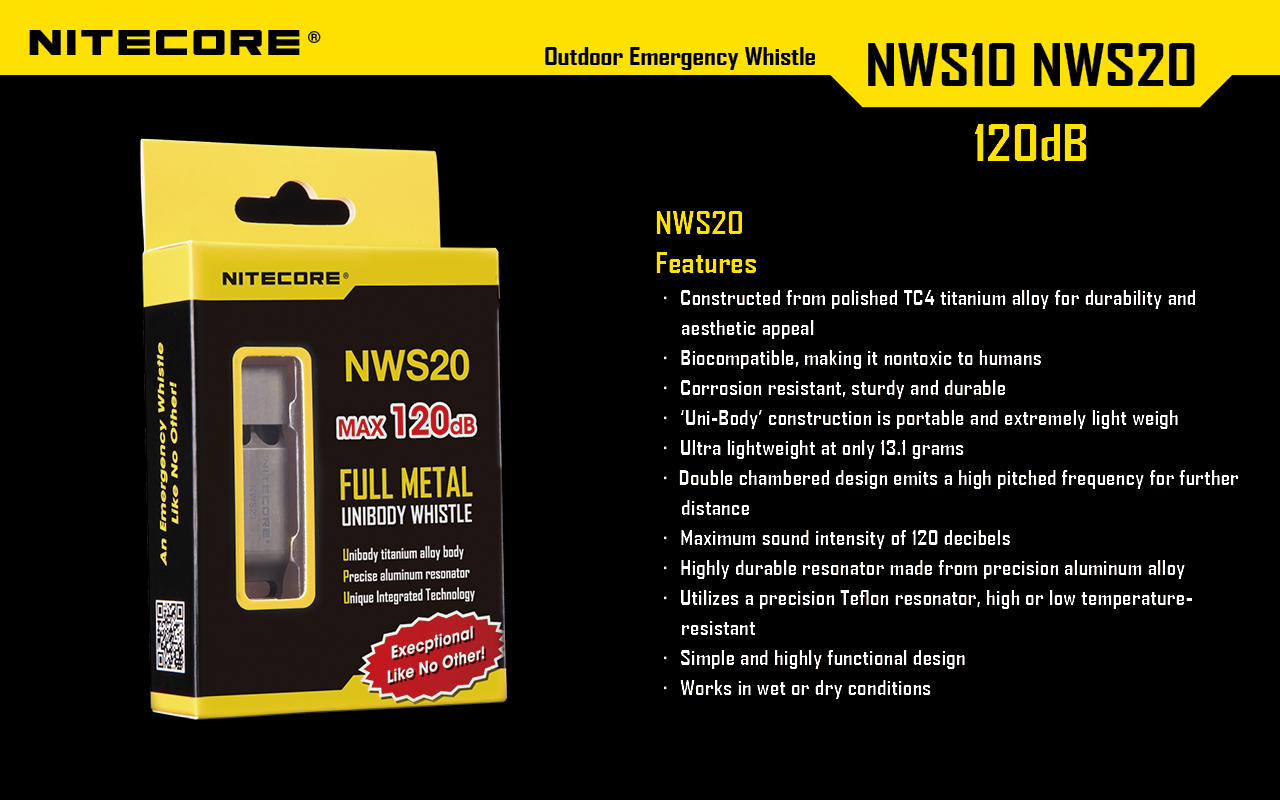 NITECORE®
Outdoor Emergency Whistle
NWS10 NWS20
120dB
NITECORE®
NWS20
MAX 120dB
FULL METAL
UNIBODY WHISTLE
Unibody titanium alloy body
Precise aluminum resonator
Unique Integrated Technology
Execptional
Like No Other!
An Emergency Whistle
Like No Other!
NITECORE®
NWS20
NWS20
Features
· Constructed from polished TC4 titanium alloy for durability and
aesthetic appeal
· Biocompatible, making it nontoxic to humans
· Corrosion resistant, sturdy and durable
· ‘Uni-Body’ construction is portable and extremely light weigh
· Ultra lightweight at only 13.1 grams
· Double chambered design emits a high pitched frequency for further
distance
· Maximum sound intensity of 120 decibels
· Highly durable resonator made from precision aluminum alloy
· Utilizes a precision Teflon resonator, high or low temperature-
resistant
· Simple and highly functional design
· Works in wet or dry conditions